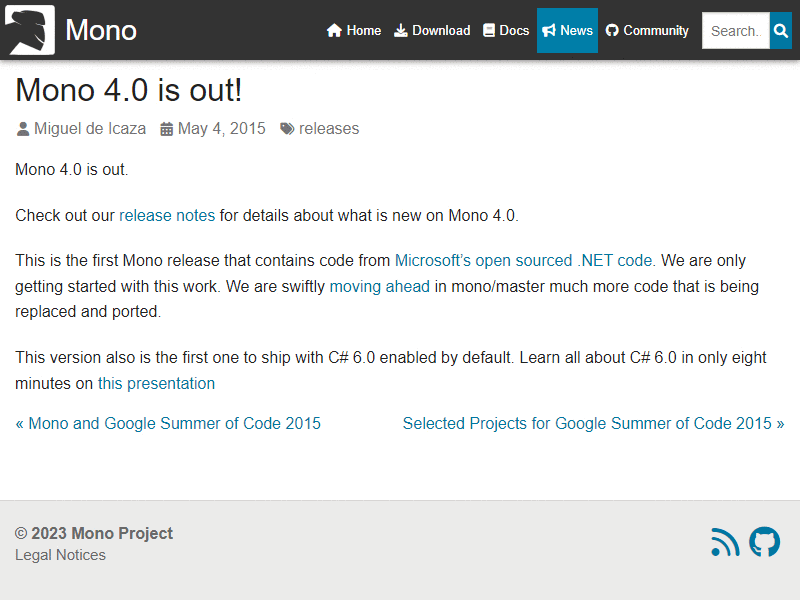 Mono
Home Download Docs News Community Search..
Mono 4.0 is out!
Miguel de Icaza May 4, 2015 releases
Mono 4.0 is out.
Check out our release notes for details about what is new on Mono 4.0.
This is the first Mono release that contains code from Microsoft's open sourced .NET code. We are only
getting started with this work. We are swiftly moving ahead in mono/master much more code that is being
replaced and ported.
This version also is the first one to ship with C# 6.0 enabled by default. Learn all about C# 6.0 in only eight
minutes on this presentation
« Mono and Google Summer of Code 2015 Selected Projects for Google Summer of Code 2015 »
© 2023 Mono Project
Legal Notices